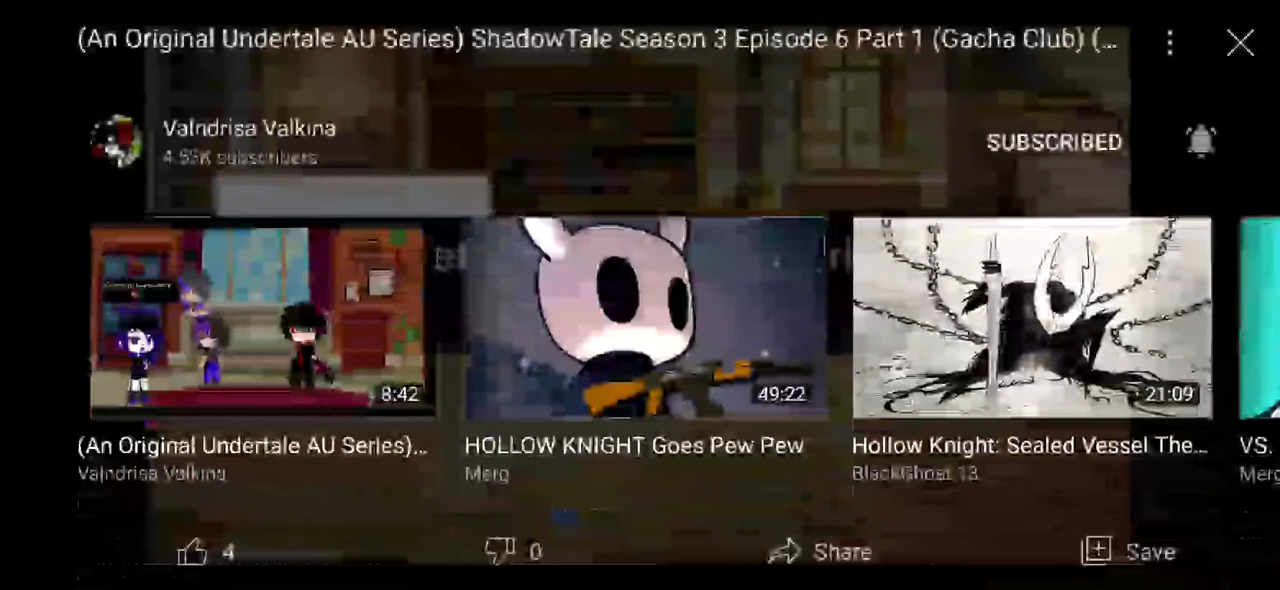 (An Original Undertale AU Series) ShadowTale Season 3 Episode 6 Part 1 (Gacha Club) (...
Valndrisa Valkina
subscribers
SUBSCRIBED
8:42
49:22
21:09
(An Original Undertale AU Series)...
HOLLOW KNIGHT Goes Pew Pew
Hollow Knight: Sealed Vessel The...
VS.
Valndrisa Valkina
Merg
BlackGhost 13
Merg
4
0
Share
Save